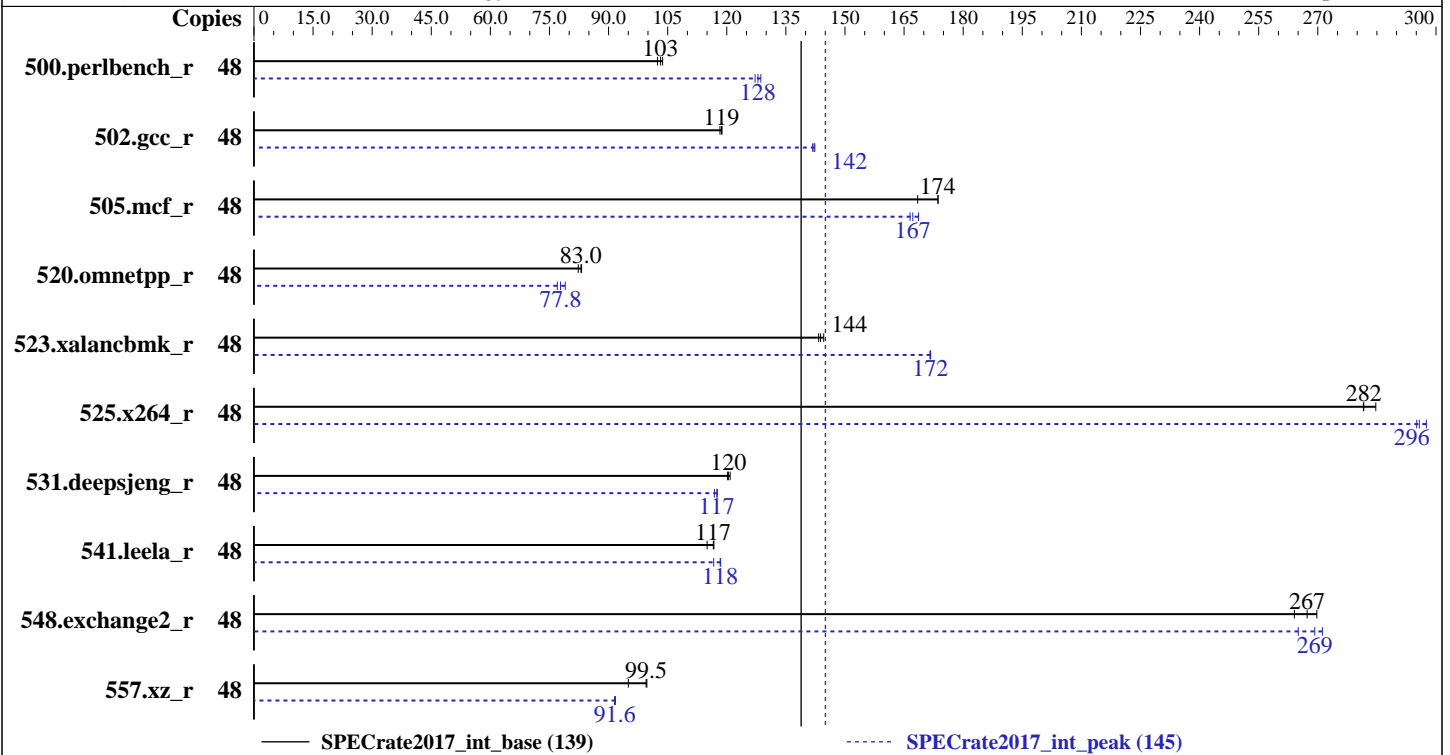 Copies 0 15.0 30.0 45.0 60.0 75.0 90.0 105 120 135 150 165 180 195 210 225 240 255 270 300
103
500.perlbench_r 48
128
119
502.gcc_r 48
142
174
505.mcf_r 48
167
83.0
520.omnetpp_r 48
77.8
144
523.xalancbmk_r 48
172
282
525.x264_r 48
296
120
531.deepsjeng_r 48
117
117
541.leela_r 48
118
267
548.exchange2_r 48
269
99.5
557.xz_r 48
91.6
SPECrate2017_int_base (139) SPECrate2017_int_peak (145)